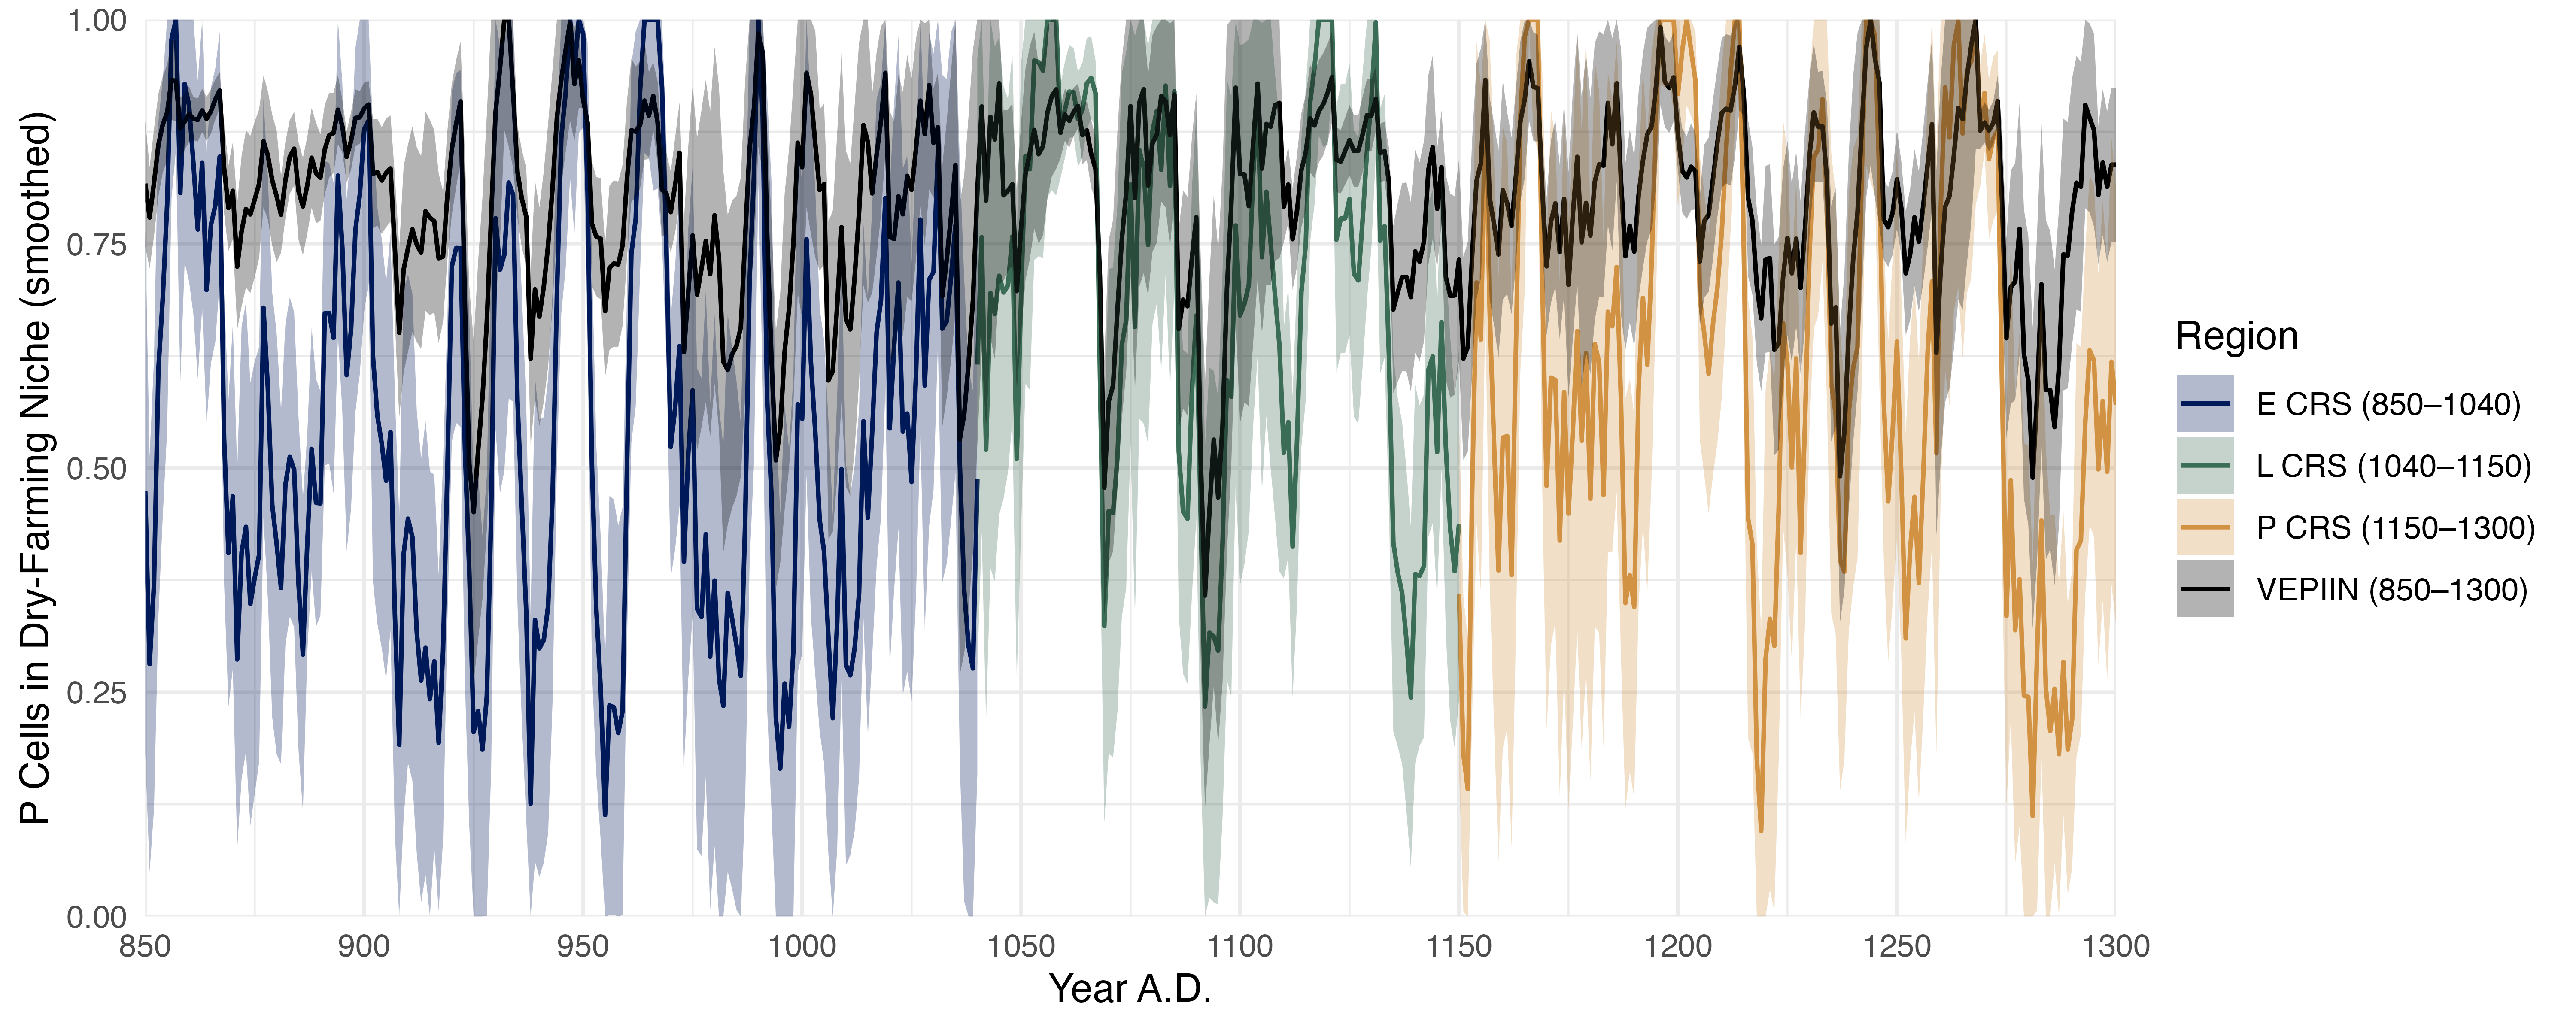 P Cells in Dry-Farming Niche (smoothed)
1.00
0.75
0.50
0.25
0.00
850 900 950 1000 1050 1100 1150 1200 1250 1300
Year A.D.
Region
E CRS (850–1040)
L CRS (1040–1150)
P CRS (1150–1300)
VEPIIN (850–1300)